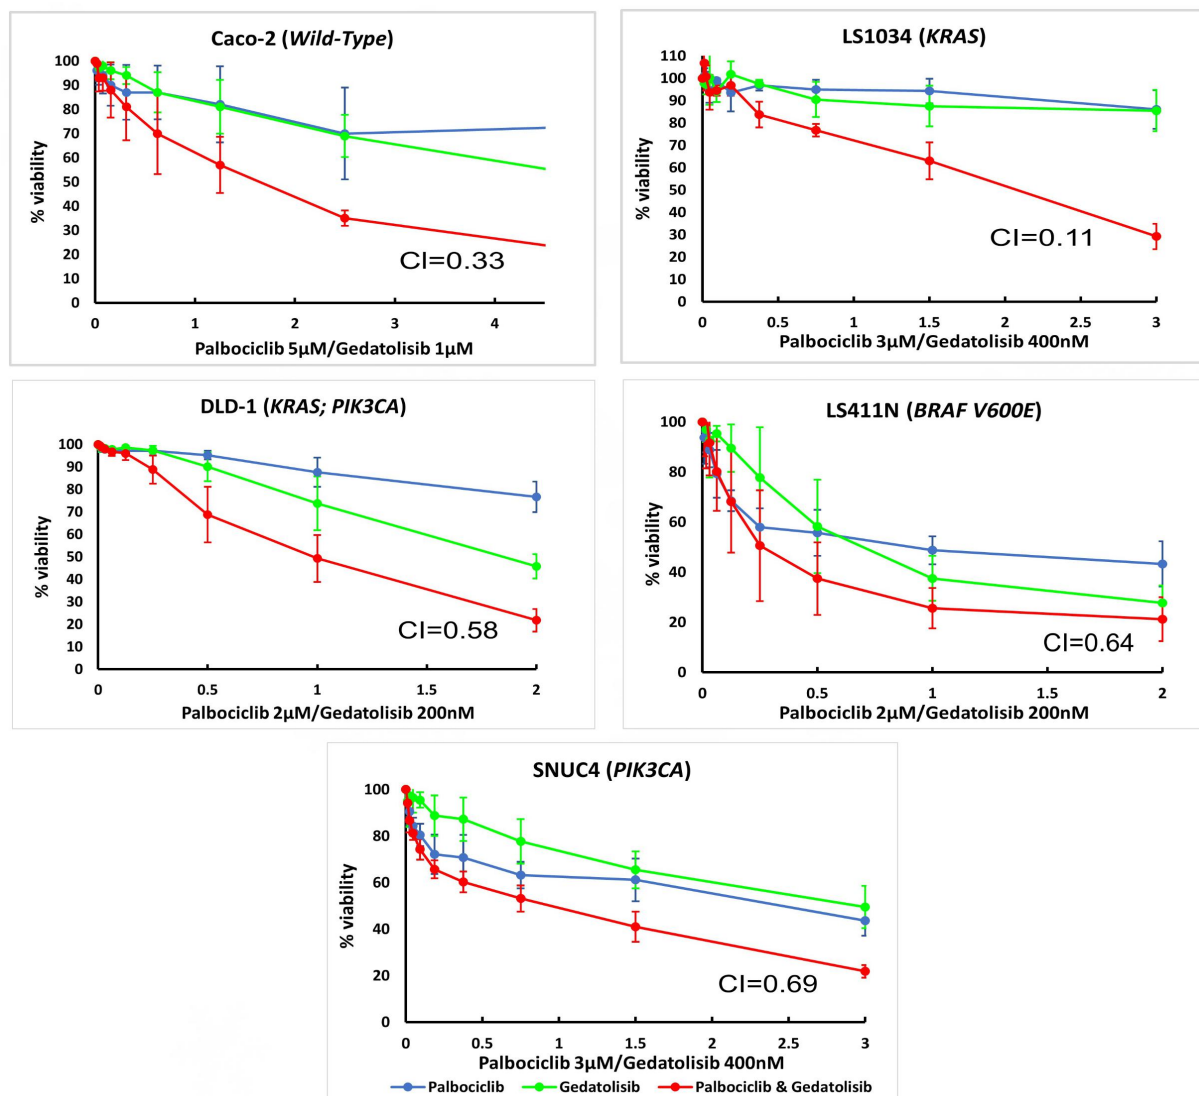 Caco-2 (Wild-Type)
% viability
100
90
80
70
60
50
40
30
20
10
0
CI=0.33
0 1 2 3 4
Palbociclib 5µM/Gedatolisib 1µM
LS1034 (KRAS)
% viability
110
100
90
80
70
60
50
40
30
20
10
0
CI=0.11
0 0.5 1 1.5 2 2.5 3
Palbociclib 3µM/Gedatolisib 400nM
DLD-1 (KRAS; PIK3CA)
% viability
100
90
80
70
60
50
40
30
20
10
0
CI=0.58
0 0.5 1 1.5 2
Palbociclib 2µM/Gedatolisib 200nM
LS411N (BRAF V600E)
% viability
100
80
60
40
20
0
CI=0.64
0 0.5 1 1.5 2
Palbociclib 2µM/Gedatolisib 200nM
SNUC4 (PIK3CA)
% viability
100
80
60
40
20
0
CI=0.69
0 0.5 1 1.5 2 2.5 3
Palbociclib 3µM/Gedatolisib 400nM
Palbociclib Gedatolisib Palbociclib & Gedatolisib